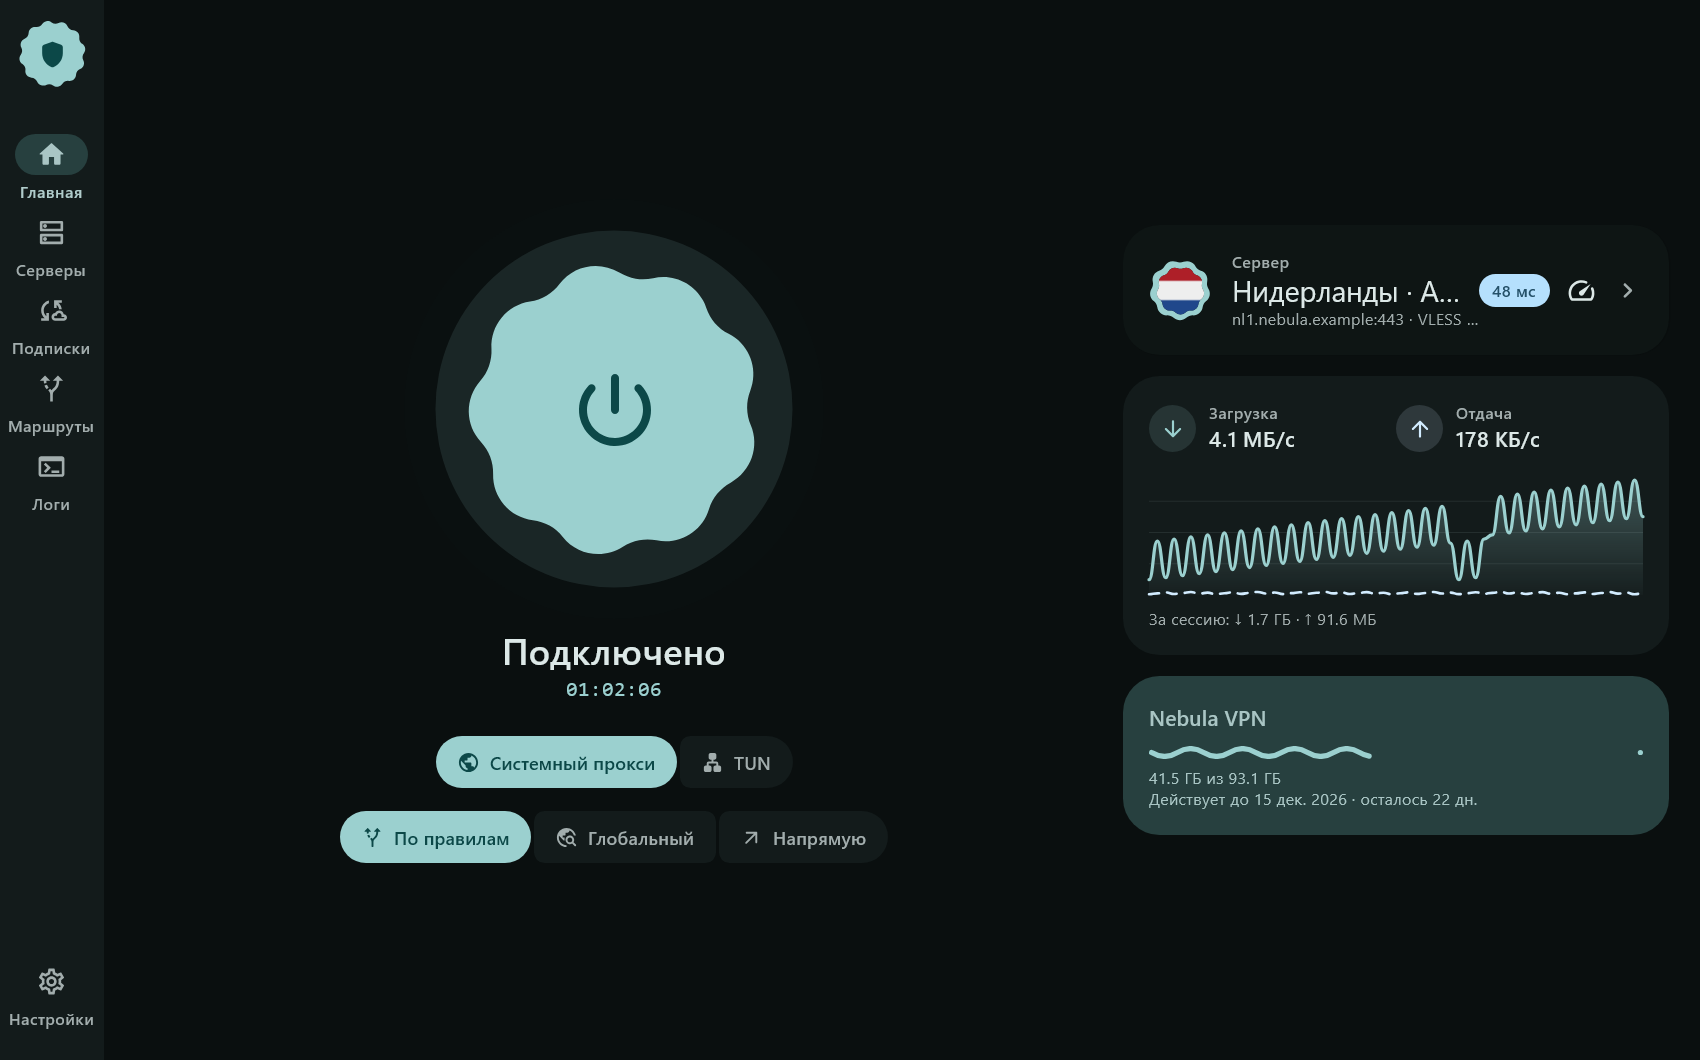 Главная
Серверы
Подписки
Маршруты
Логи
Настройки
Подключено
01:02:06
Системный прокси
TUN
По правилам
Глобальный
Напрямую
Сервер
Нидерланды · А...
48 мс
nl1.nebula.example:443 · VLESS ...
Загрузка
4.1 МБ/с
Отдача
178 КБ/с
За сессию: ↓ 1.7 ГБ · ↑ 91.6 МБ
Nebula VPN
41.5 ГБ из 93.1 ГБ
Действует до 15 дек. 2026 · осталось 22 дн.